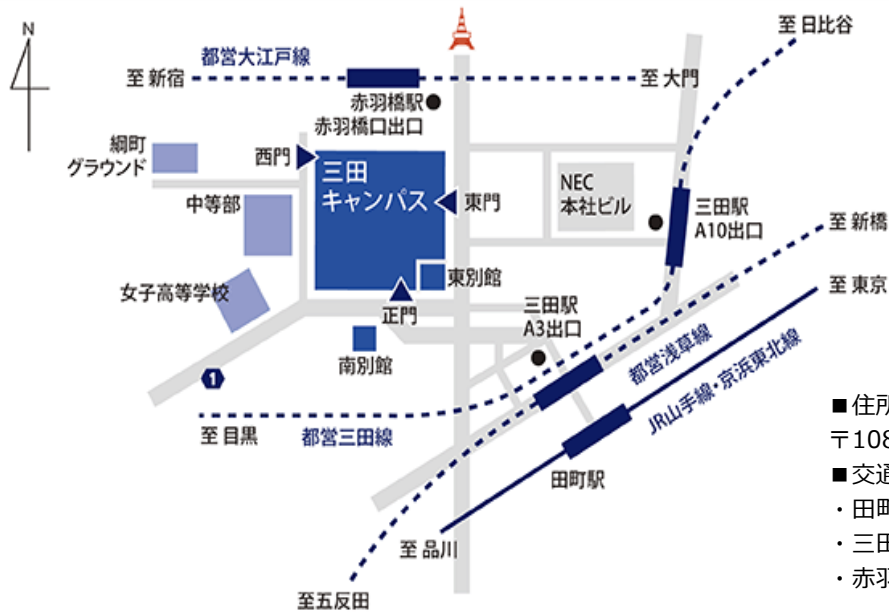 N
至 日比谷
都営大江戸線
至 新宿
至 大門
赤羽橋駅
赤羽橋口出口
綱町
グラウンド
西門
三田
キャンパス
NEC
本社ビル
中等部
東門
三田駅
A10出口
至 新橋
東別館
女子高等学校
至 東京
正門
三田駅
A3出口
南別館
都営浅草線
1
JR山手線・京浜東北線
至 目黒
都営三田線
田町駅
至 品川
至五反田
■住所
〒108
■交通
・田町
・三田
・赤羽